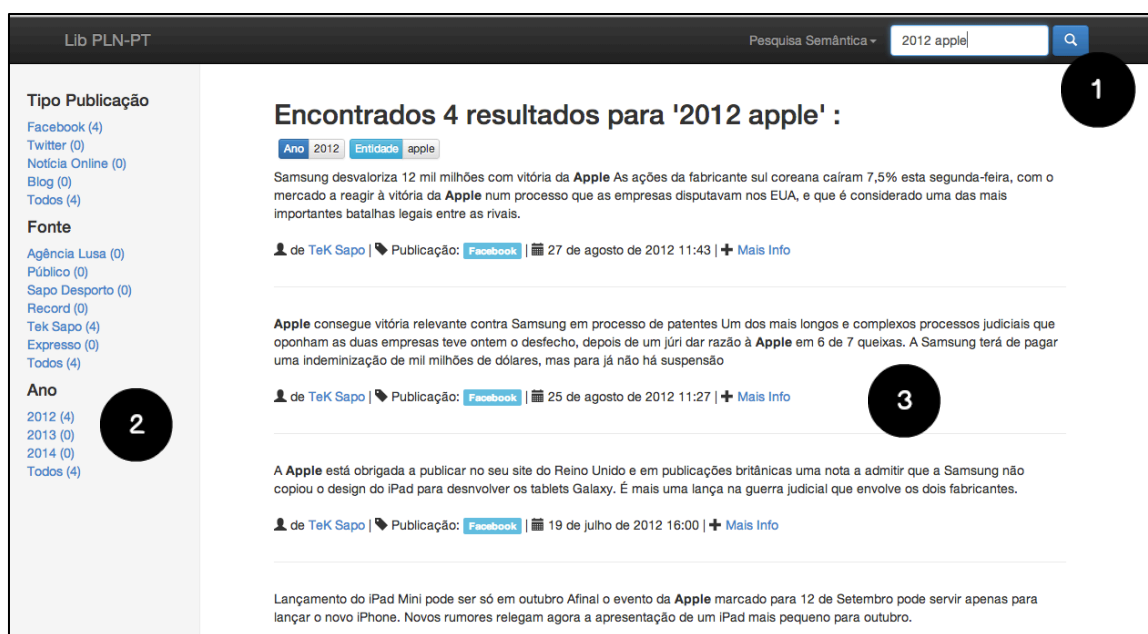 Lib PLN-PT
Pesquisa Semântica
2012 apple
1
Tipo Publicação
Facebook (4)
Twitter (0)
Notícia Online (0)
Blog (0)
Todos (4)
Fonte
Agência Lusa (0)
Público (0)
Sapo Desporto (0)
Record (0)
Tek Sapo (4)
Expresso (0)
Todos (4)
Ano
2012 (4)
2013 (0)
2014 (0)
Todos (4)
2
Encontrados 4 resultados para '2012 apple' :
Ano 2012 Entidade apple
Samsung desvaloriza 12 mil milhões com vitória da Apple As ações da fabricante sul coreana caíram 7,5% esta segunda-feira, com o
mercado a reagir à vitória da Apple num processo que as empresas disputavam nos EUA, e que é considerado uma das mais
importantes batalhas legais entre as rivais.
de TeK Sapo | Publicação: Facebook | 27 de agosto de 2012 11:43 | Mais Info
Apple consegue vitória relevante contra Samsung em processo de patentes Um dos mais longos e complexos processos judiciais que
oponham as duas empresas teve ontem o desfecho, depois de um júri dar razão à Apple em 6 de 7 queixas. A Samsung terá de pagar
uma indeminização de mil milhões de dólares, mas para já não há suspensão
de TeK Sapo | Publicação: Facebook | 25 de agosto de 2012 11:27 | Mais Info
3
A Apple está obrigada a publicar no seu site do Reino Unido e em publicações britânicas uma nota a admitir que a Samsung não
copiou o design do iPad para desnvolver os tablets Galaxy. É mais uma lança na guerra judicial que envolve os dois fabricantes.
de TeK Sapo | Publicação: Facebook | 19 de julho de 2012 16:00 | Mais Info
Lançamento do iPad Mini pode ser só em outubro Afinal o evento da Apple marcado para 12 de Setembro pode servir apenas para
lançar o novo iPhone. Novos rumores relegam agora a apresentação de um iPad mais pequeno para outubro.